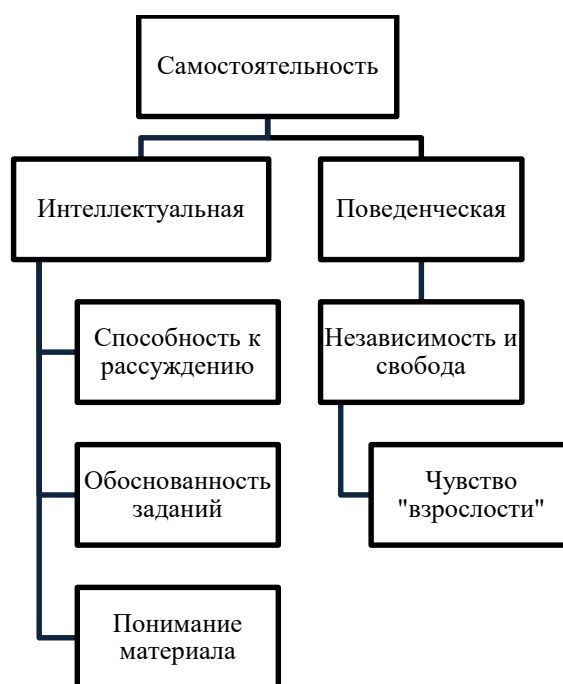 Самостоятельность
Интеллектуальная
Поведенческая
Способность к
рассуждению
Независимость и
свобода
Обоснованность
заданий
Чувство
"взрослости"
Понимание
материала